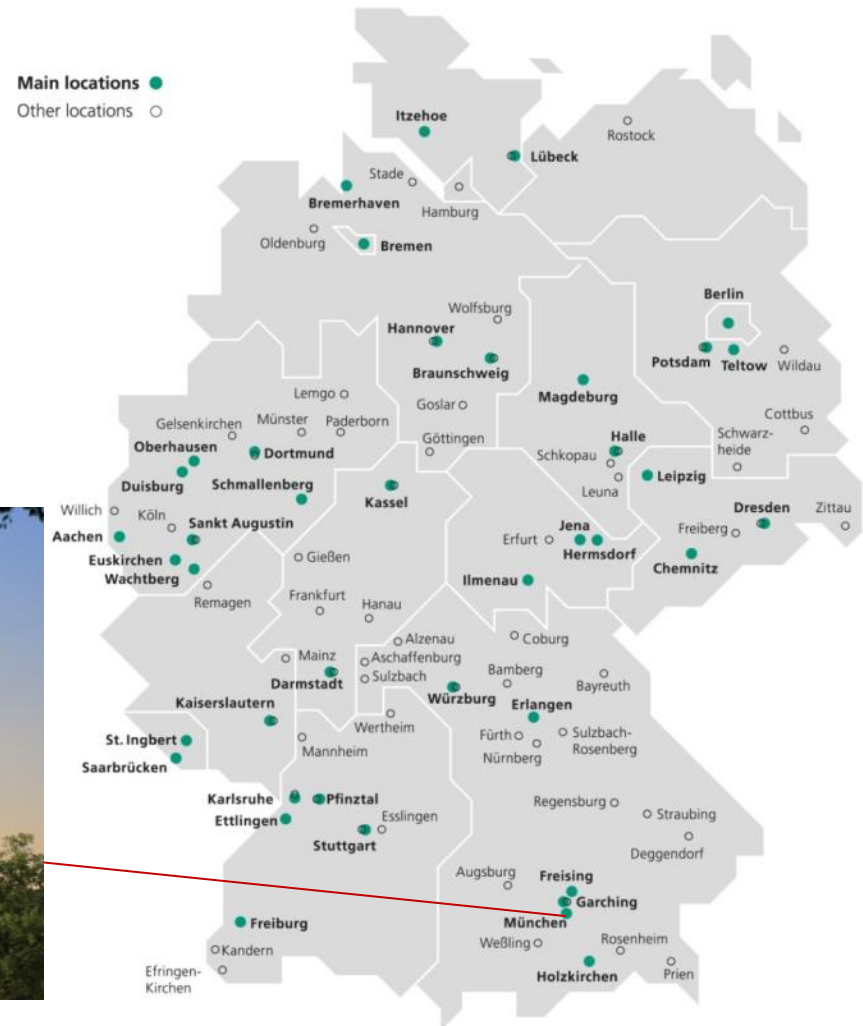 Main locations
Other locations
Itzehoe
Rostock
Lübeck
Stade
Bremerhaven
Hamburg
Oldenburg
Bremen
Wolfsburg
Berlin
Hannover
Potsdam
Teltow
Wildau
Braunschweig
Magdeburg
Lemgo
Goslar
Cottbus
Gelsenkirchen
Münster
Paderborn
Göttingen
Halle
Schwarz-
heide
Oberhausen
Dortmund
Schkopau
Leipzig
Duisburg
Schmallenberg
Kassel
Leuna
Willich
Köln
Sankt Augustin
Dresden
Zittau
Aachen
Erfurt
Jena
Freiberg
Hermsdorf
Euskirchen
Gießen
Chemnitz
Wachtberg
Ilmenau
Remagen
Frankfurt
Hanau
Alzenau
Coburg
Mainz
Aschaffenburg
Bamberg
Sulzbach
Bayreuth
Darmstadt
Würzburg
Kaiserslautern
Erlangen
Wertheim
St. Ingbert
Mannheim
Fürth
Sulzbach-
Rosenberg
Nürnberg
Saarbrücken
Karlsruhe
Pfinztal
Regensburg
Ettlingen
Esslingen
Straubing
Stuttgart
Deggendorf
Augsburg
Freising
Garching
Freiburg
München
Weßling
Rosenheim
Kandern
Efringen-
Kirchen
Holzkirchen
Prien